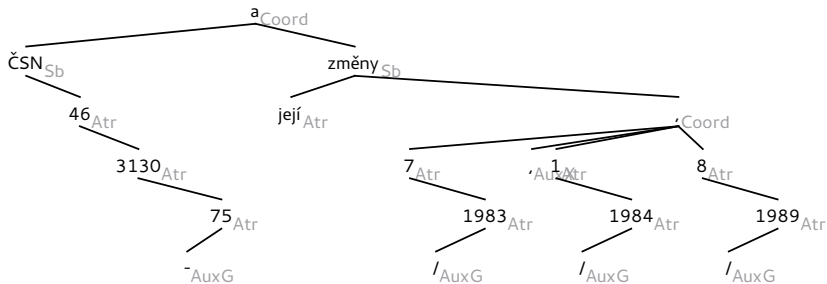 aCoord
ČSNSb změnySb
46Atr jejíAtr ,Coord
3130Atr 7Atr ,AuxX 1Atr 8Atr
75Atr 1983Atr 1984Atr 1989Atr
-AuxG /AuxG /AuxG /AuxG